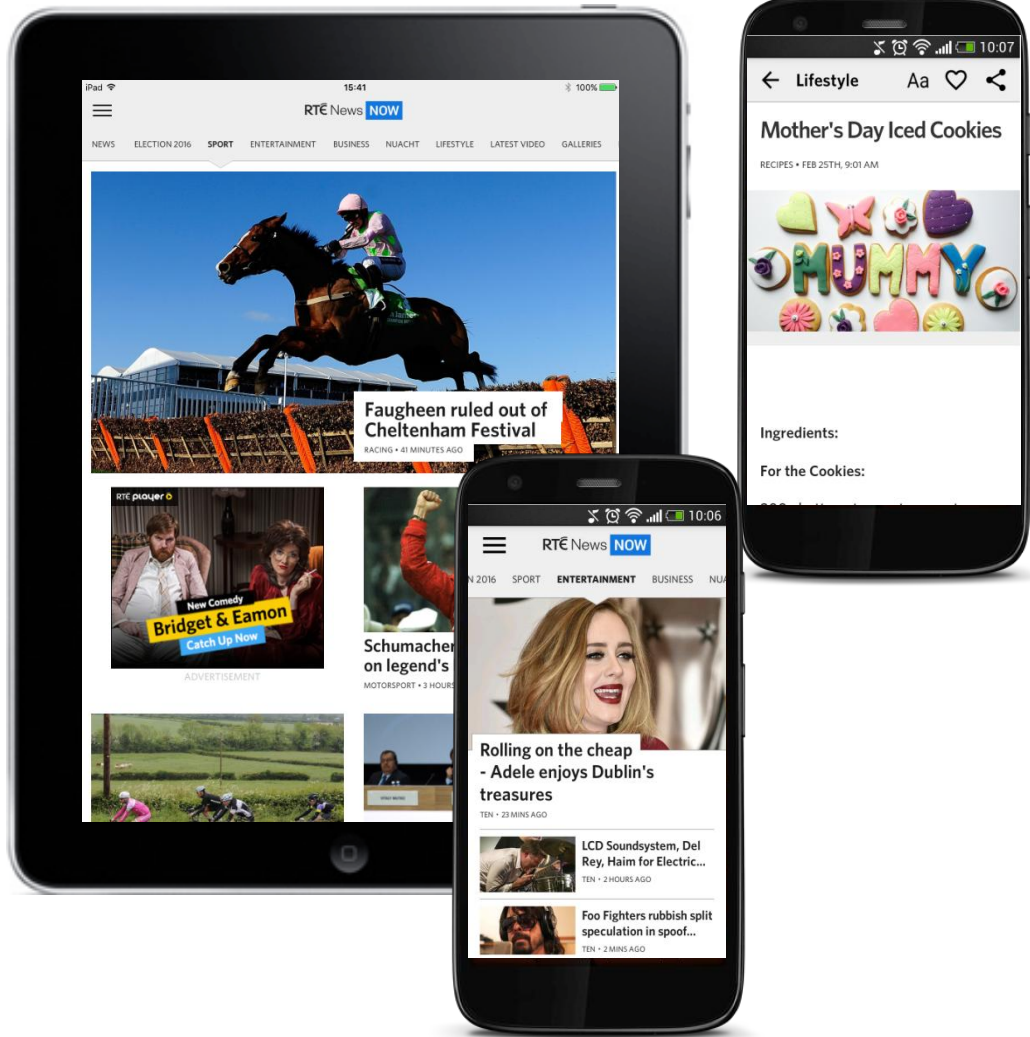 iPad
15:41
100%
RTÉ News NOW
NEWS ELECTION 2016 SPORT ENTERTAINMENT BUSINESS NUACHT LIFESTYLE LATEST VIDEO GALLERIES
Faugheen ruled out of
Cheltenham Festival
RACING • 41 MINUTES AGO
RTÉ player
New Comedy
Bridget & Eamon
Catch Up Now
ADVERTISEMENT
Schumacher
on legend's
MOTORSPORT • 3 HOURS
10:06
RTÉ News NOW
2016 SPORT ENTERTAINMENT BUSINESS NUA
Rolling on the cheap
- Adele enjoys Dublin's
treasures
TEN • 23 MINS AGO
LCD Soundsystem, Del
Rey, Haim for Electric...
TEN • 2 HOURS AGO
Foo Fighters rubbish split
speculation in spoof...
TEN • 2 MINS AGO
10:07
Lifestyle Aa
Mother's Day Iced Cookies
RECIPES • FEB 25TH, 9:01 AM
MUMMY
Ingredients:
For the Cookies: